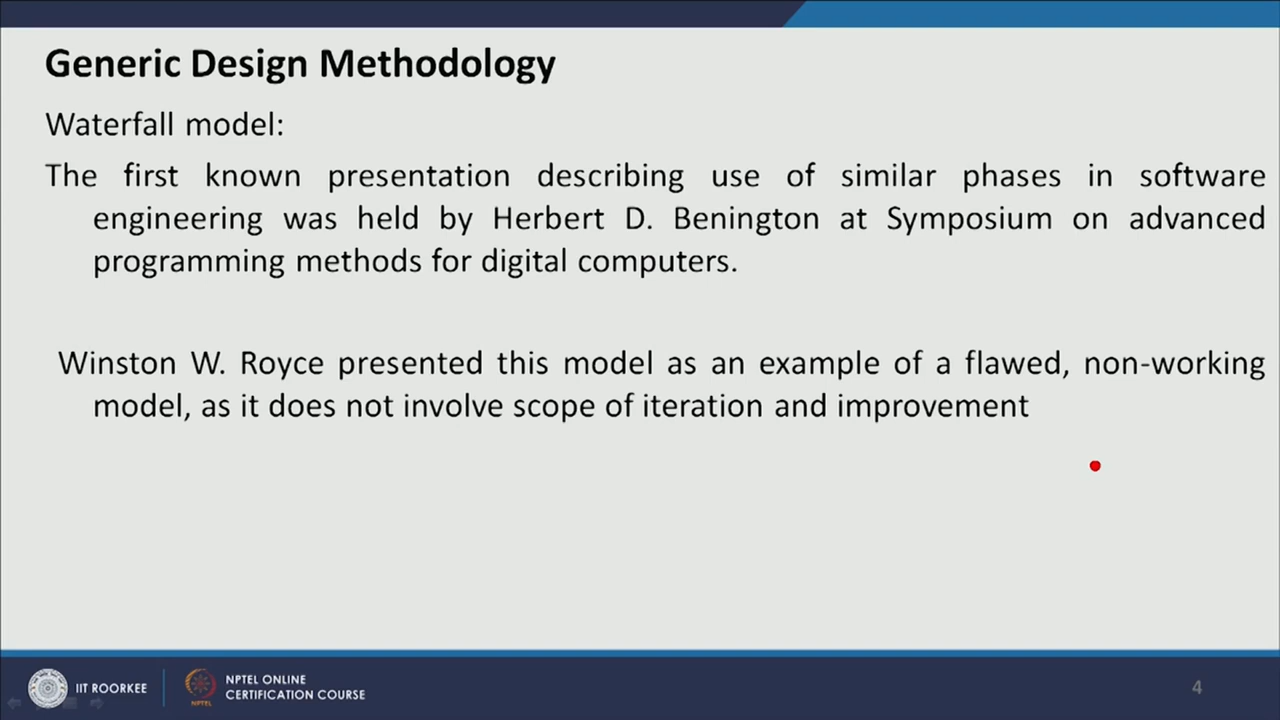 Generic Design Methodology
Waterfall model:
The first known presentation describing use of similar phases in software
engineering was held by Herbert D. Benington at Symposium on advanced
programming methods for digital computers.
Winston W. Royce presented this model as an example of a flawed, non-working
model, as it does not involve scope of iteration and improvement
IIT ROORKEE
NPTEL
NPTEL ONLINE
CERTIFICATION COURSE
4